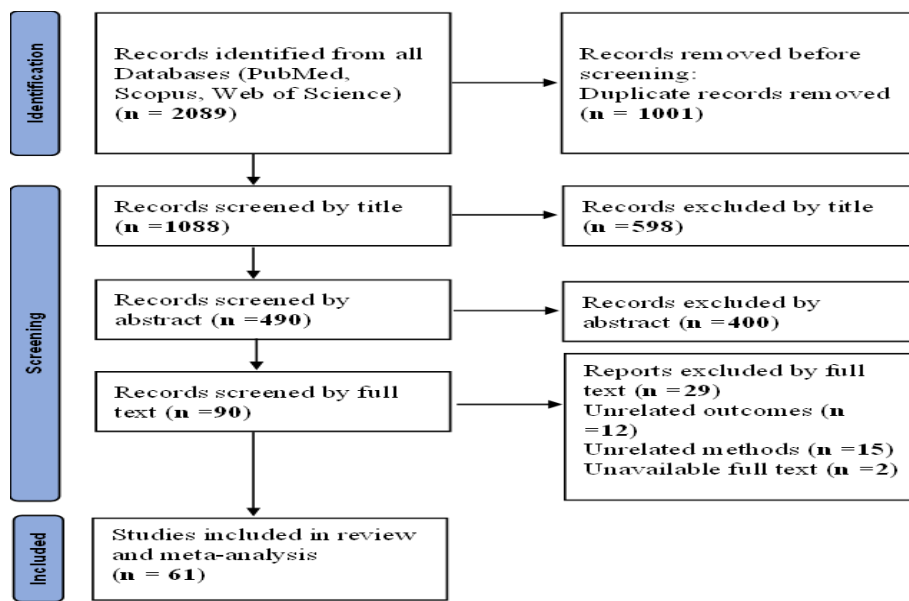 Identification
Records identified from all
Databases (PubMed,
Scopus, Web of Science)
(n = 2089)
Records removed before
screening:
Duplicate records removed
(n = 1001)
Screening
Records screened by title
(n =1088)
Records excluded by title
(n =598)
Records screened by
abstract (n =490)
Records excluded by
abstract (n =400)
Records screened by full
text (n =90)
Reports excluded by full
text (n =29)
Unrelated outcomes (n
=12)
Unrelated methods (n =15)
Unavailable full text (n =2)
Included
Studies included in review
and meta-analysis
(n = 61)